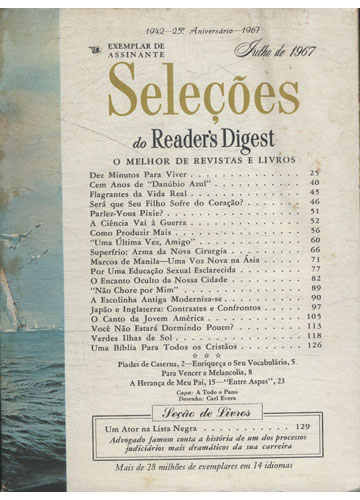 1942—25º Aniversário—1967
EXEMPLAR DE
ASSINANTE
Julho de 1967
Seleções
do Reader's Digest
O MELHOR DE REVISTAS E LIVROS
Dez Minutos Para Viver . . . . . . . . . . . . 25
Cem Anos de "Danúbio Azul" . . . . . . . . . . 40
Flagrantes da Vida Real . . . . . . . . . . . . 45
Será que Seu Filho Sofre do Coração? . . . . . . 46
Parlez-Vous Pixie? . . . . . . . . . . . . . . 51
A Ciência Vai à Guerra . . . . . . . . . . . . 52
Como Produzir Mais . . . . . . . . . . . . . . 56
"Uma Última Vez, Amigo" . . . . . . . . . . . 60
Superfrio: Arma da Nova Cirurgia . . . . . . . . 66
Marcos de Manila—Uma Voz Nova na Ásia . . . . 71
Por Uma Educação Sexual Esclarecida . . . . . . 77
O Encanto Oculto da Nossa Cidade . . . . . . . 82
"Não Chore por Mim" . . . . . . . . . . . . . 89
A Escolinha Antiga Moderniza-se . . . . . . . . 90
Japão e Inglaterra: Contrastes e Confrontos . . . . 97
O Canto da Jovem América . . . . . . . . . . . 105
Você Não Estará Dormindo Pouco? . . . . . . . 113
Verdes Ilhas de Sol . . . . . . . . . . . . . . 118
Uma Bíblia Para Todos os Cristãos . . . . . . . 126
Piadas de Caserna, 2—Enriqueça o Seu Vocabulário, 5
Para Vencer a Melancolia, 8
A Herança de Meu Pai, 15—"Entre Aspas", 23
Capa: A Todo o Pano
Desenho: Carl Evers
Seção de Livros
Um Ator na Lista Negra . . . . . . . . . . 129
Advogado famoso conta a história de um dos processos
judiciários mais dramáticos da sua carreira
Mais de 28 milhões de exemplares em 14 idiomas